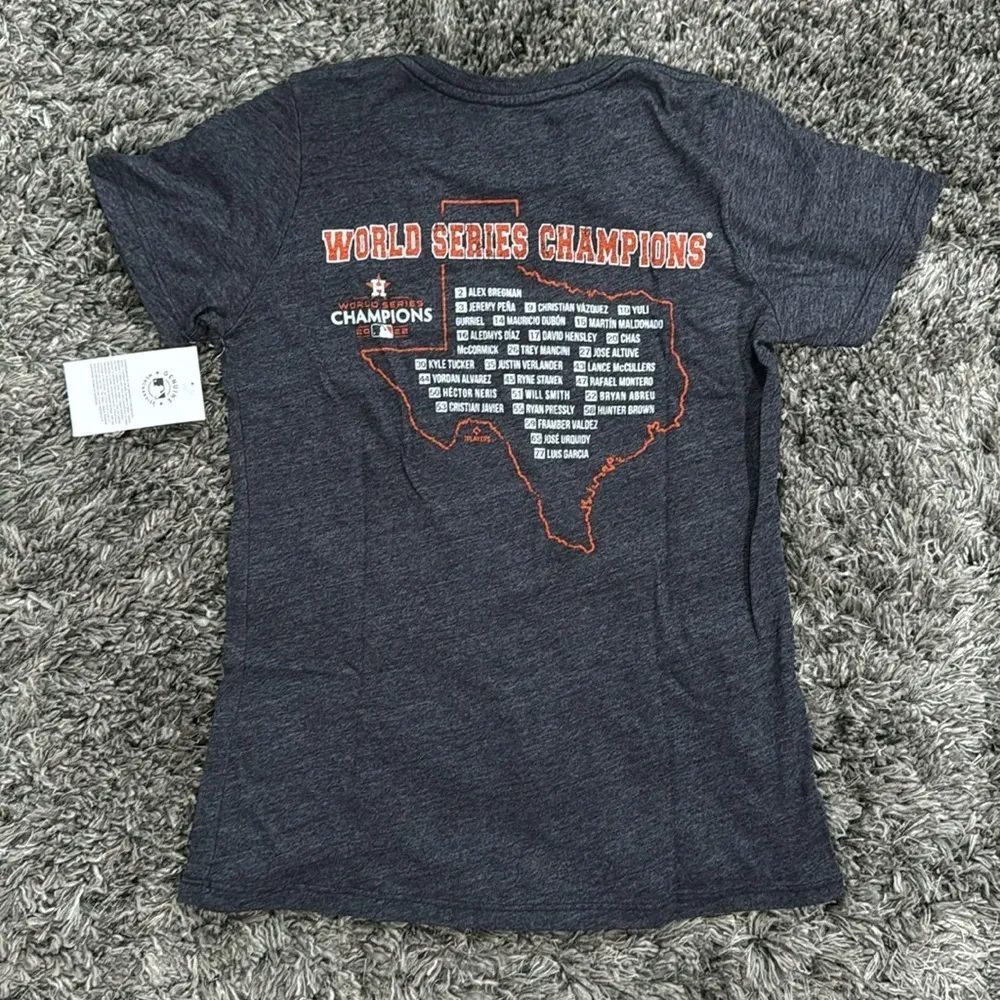 WORLD SERIES CHAMPIONS®
H
WORLD SERIES
CHAMPIONS
2022
2 ALEX BREGMAN
3 JEREMY PEÑA 9 CHRISTIAN VÁZQUEZ 10 YULI
GURRIEL 14 MAURICIO DUBÓN 15 MARTÍN MALDONADO
16 ALEDMYS DÍAZ 17 DAVID HENSLEY 20 CHAS
McCORMICK 26 TREY MANCINI 27 JOSE ALTUVE
30 KYLE TUCKER 35 JUSTIN VERLANDER 43 LANCE McCULLERS
44 YORDAN ALVAREZ 45 RYNE STANEK 47 RAFAEL MONTERO
50 HÉCTOR NERIS 51 WILL SMITH 52 BRYAN ABREU
53 CRISTIAN JAVIER 55 RYAN PRESSLY 58 HUNTER BROWN
59 FRAMBER VALDEZ
65 JOSÉ URQUIDY
77 LUIS GARCIA
PLAYERS
GENUINE
MERCHANDISE